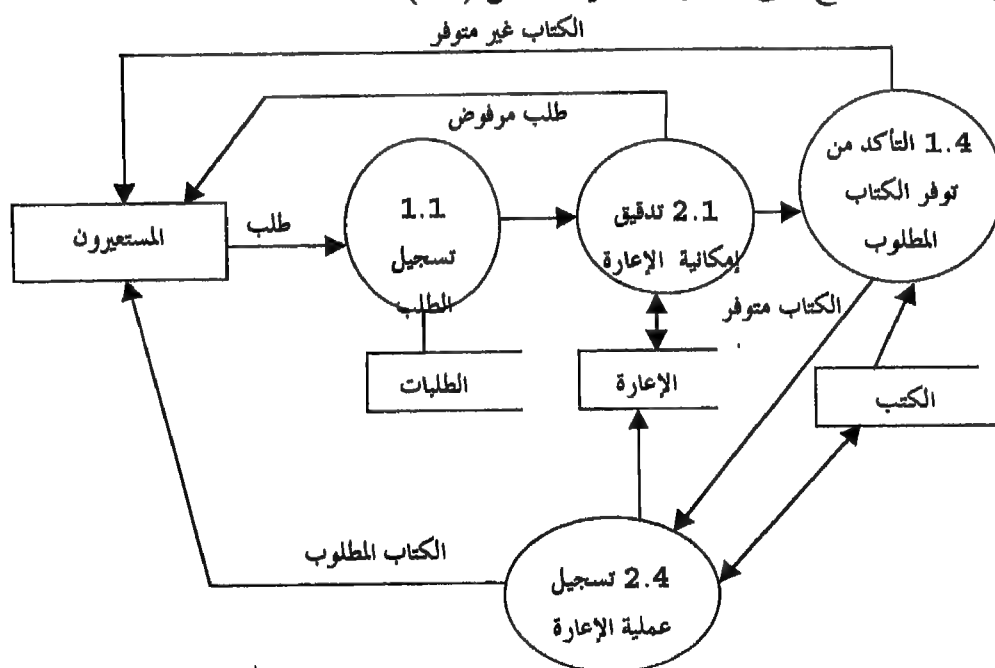 الكتاب غير متوفر
طلب مرفوض
1.4 التأكد من
توفر الكتاب
المطلوب
2.1 تدقيق
إمكانية الإعارة
1.1
تسجيل
الطلب
طلب
المستعيرون
الكتاب متوفر
الطلبات
الإعارة
الكتب
الكتاب المطلوب
2.4 تسجيل
عملية الإعارة